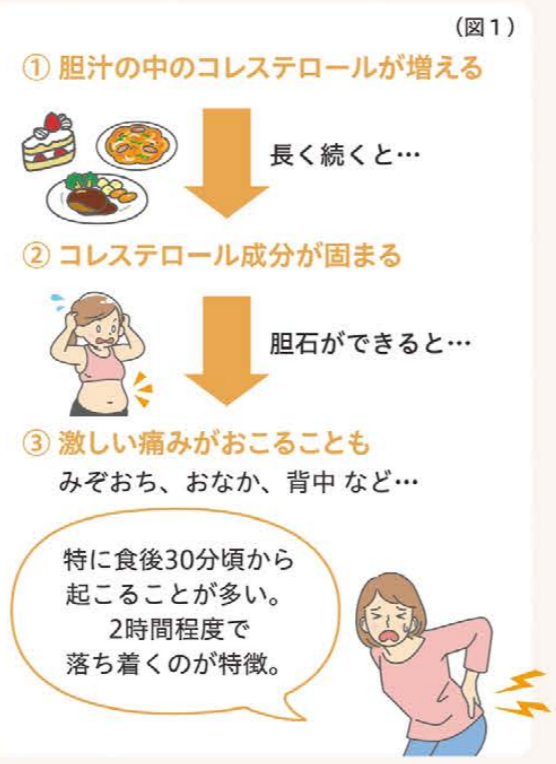 （図１）
① 胆汁の中のコレステロールが増える
長く続くと…
② コレステロール成分が固まる
胆石ができると…
③ 激しい痛みがおこることも
みぞおち、おなか、背中 など…
特に食後30分頃から
起こることが多い。
2時間程度で
落ち着くのが特徴。